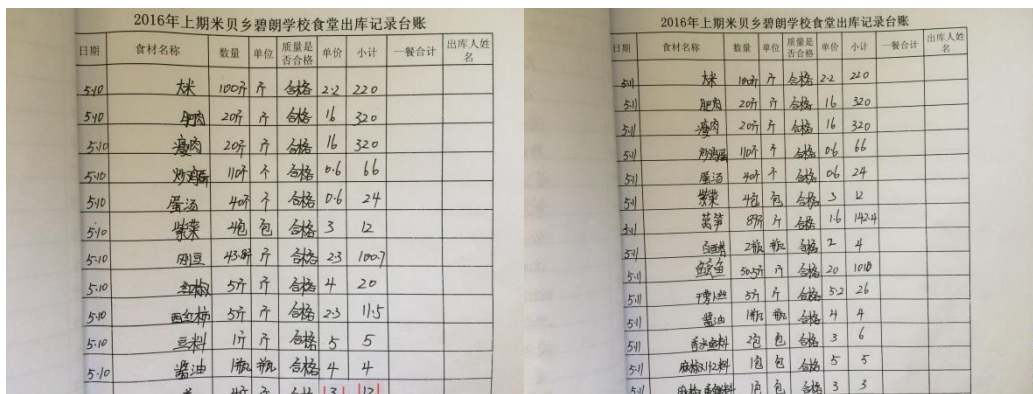 2016年上期米贝乡碧朗学校食堂出库记录台账
日期 食材名称 数量 单位 质量是否合格 单价 小计 一餐合计 出库人姓名
5.10 大米 100斤 斤 合格 2.2 220
5.10 肥肉 20斤 斤 合格 16 320
5.10 瘦肉 20斤 斤 合格 16 320
5.10 炒鸡蛋 110个 个 合格 0.6 66
5.10 蛋汤 40个 个 合格 0.6 24
5.10 紫菜 4包 包 合格 3 12
5.10 斤 合格 2.3 100.7
5.10 红椒 5斤 斤 合格 4 20
5.10 西红柿 5斤 斤 合格 2.3 11.5
5.10 豆料 1斤 斤 合格 5 5
5.10 酱油 1瓶 瓶 合格 4 4
3 12
2016年上期米贝乡碧朗学校食堂出库记录台账
日期 食材名称 数量 单位 质量是否合格 单价 小计 一餐合计 出库人姓名
5.11 大米 100斤 斤 合格 2.2 220
5.11 肥肉 20斤 斤 合格 16 320
5.11 瘦肉 20斤 斤 合格 16 320
5.11 炒鸡蛋 110个 个 合格 0.6 66
5.11 蛋汤 40个 个 合格 0.6 24
5.11 紫菜 4包 包 合格 3 12
5.11 莴笋 89斤 斤 合格 1.6 142.4
5.11 2瓶 瓶 合格 2 4
5.11 50.5斤 斤 合格 20 1010
5.11 干萝卜丝 5斤 斤 合格 5.2 26
5.11 酱油 1瓶 瓶 合格 4 4
5.11 2包 包 合格 3 6
5.11 1包 包 合格 5 5
5.11 1包 包 合格 3 3